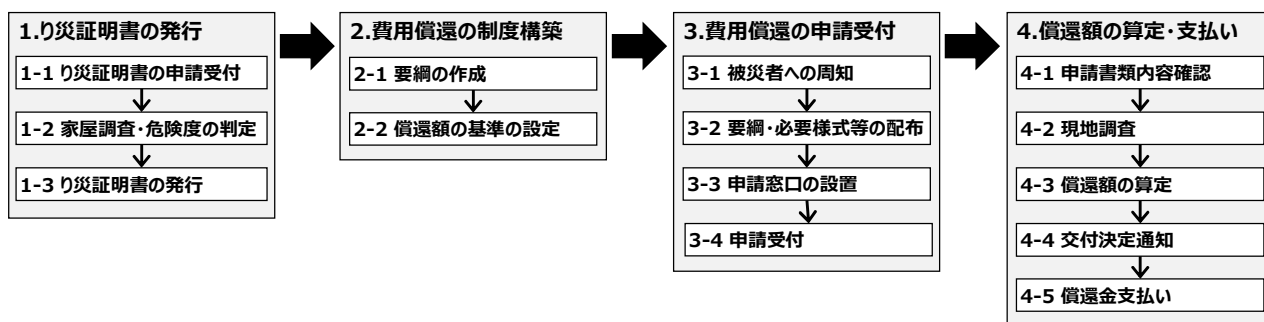 1.り災証明書の発行
1-1 り災証明書の申請受付
1-2 家屋調査・危険度の判定
1-3 り災証明書の発行
2.費用償還の制度構築
2-1 要綱の作成
2-2 償還額の基準の設定
3.費用償還の申請受付
3-1 被災者への周知
3-2 要綱・必要様式等の配布
3-3 申請窓口の設置
3-4 申請受付
4.償還額の算定・支払い
4-1 申請書類内容確認
4-2 現地調査
4-3 償還額の算定
4-4 交付決定通知
4-5 償還金支払い